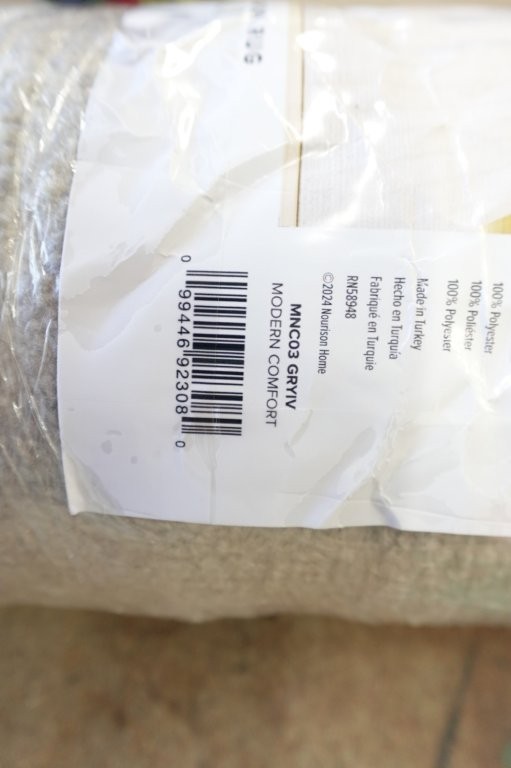 100% Polyester
100% Poliéster
100% Polyester
Made in Turkey
Hecho en Turquía
Fabriqué en Turquie
RN58948
©2024 Nourison Home
MNC03 GRYIV
MODERN COMFORT
0 99446 92308 0